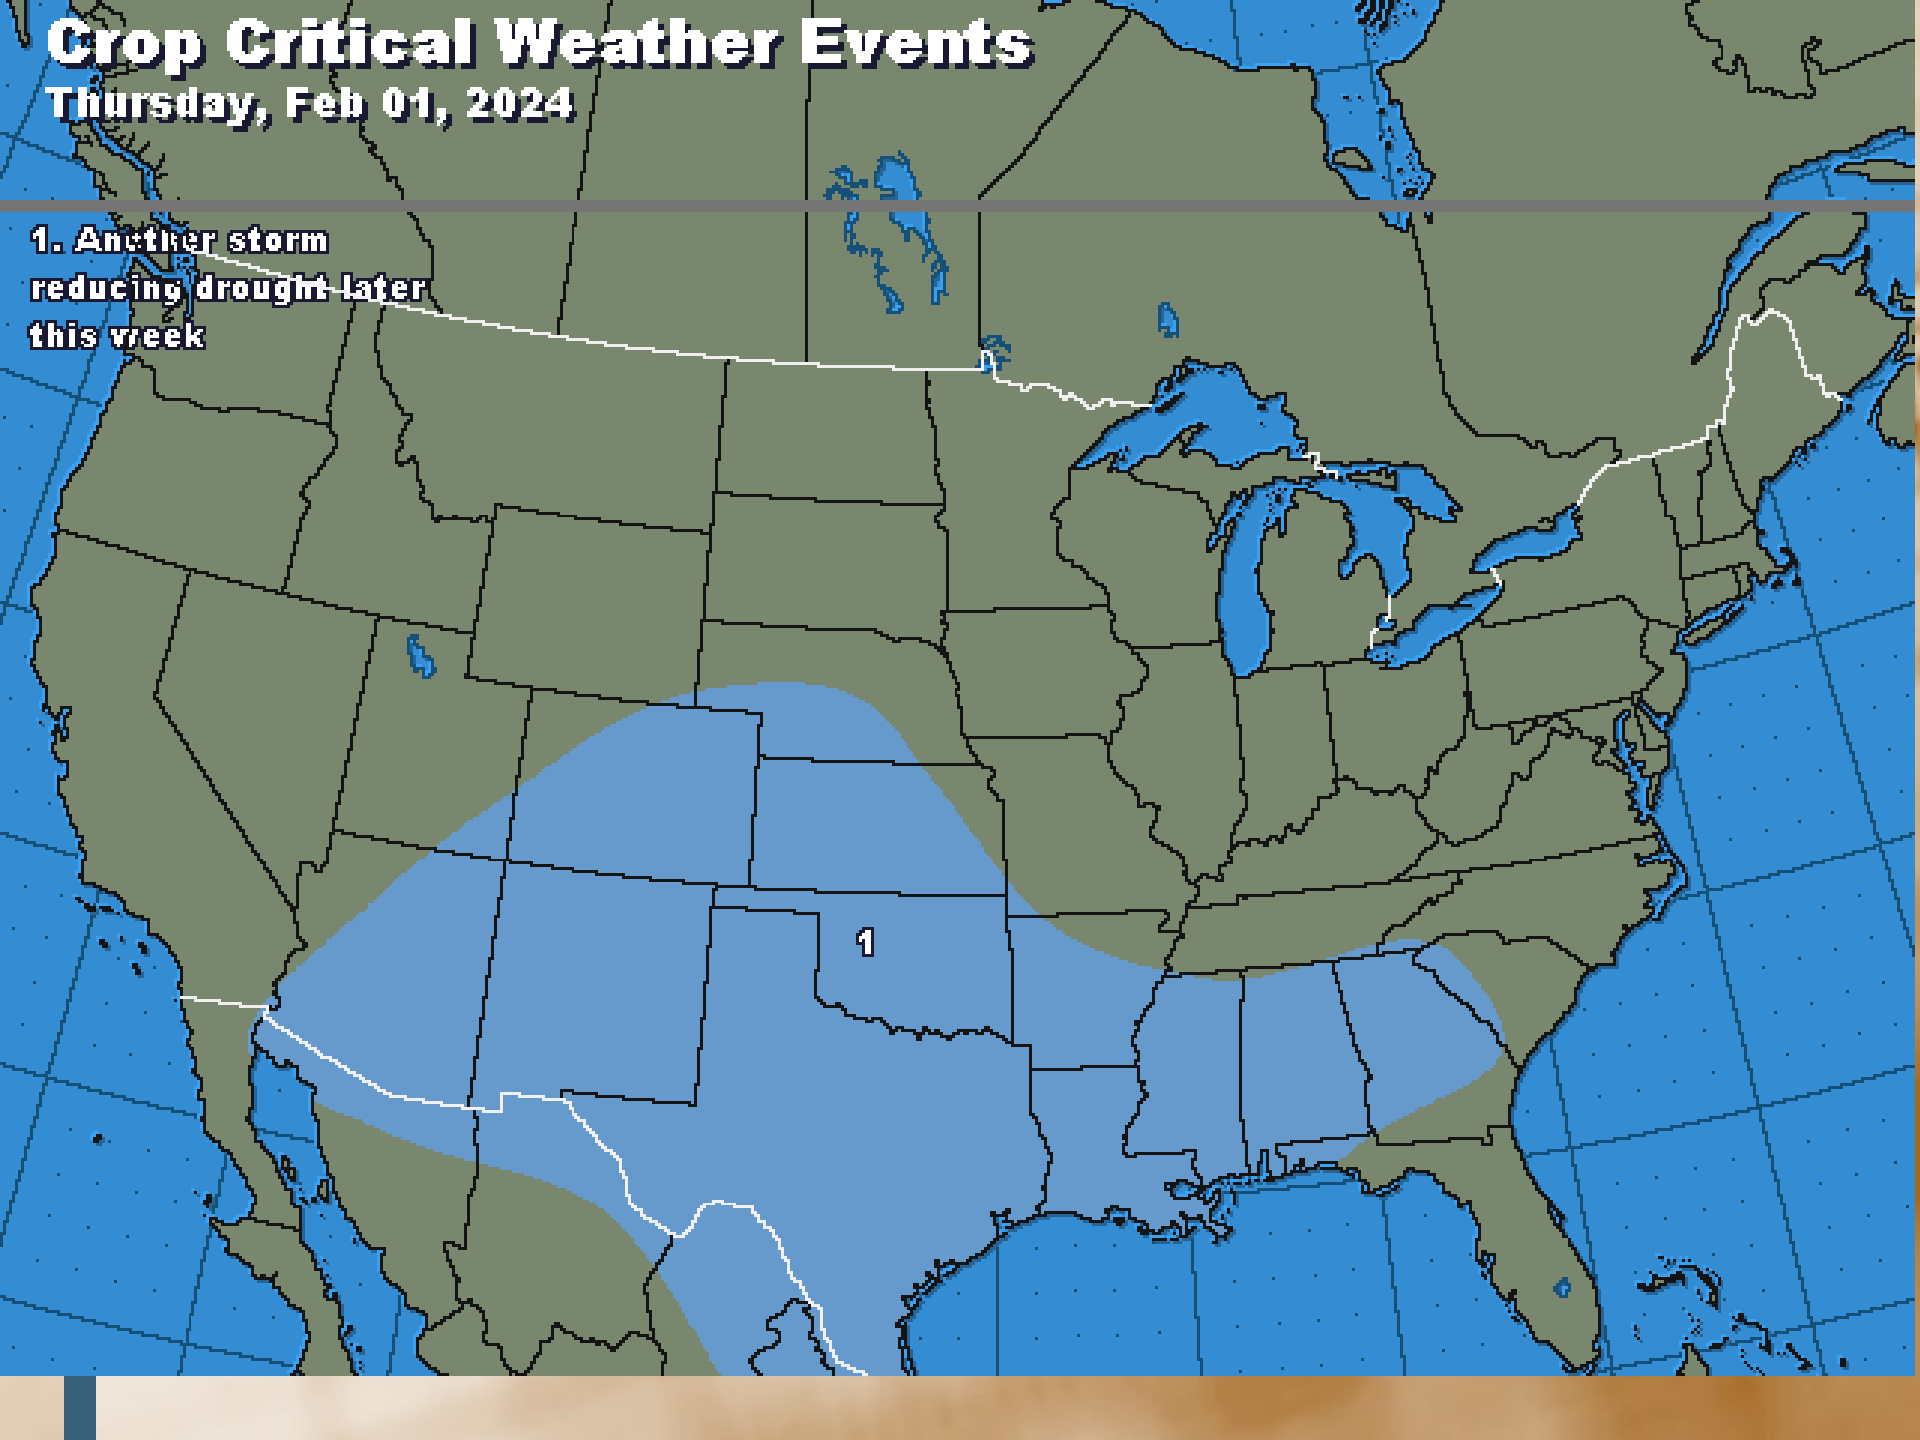 Crop Critical Weather Events
Thursday, Feb 01, 2024
1. Another storm
reducing drought later
this week
1